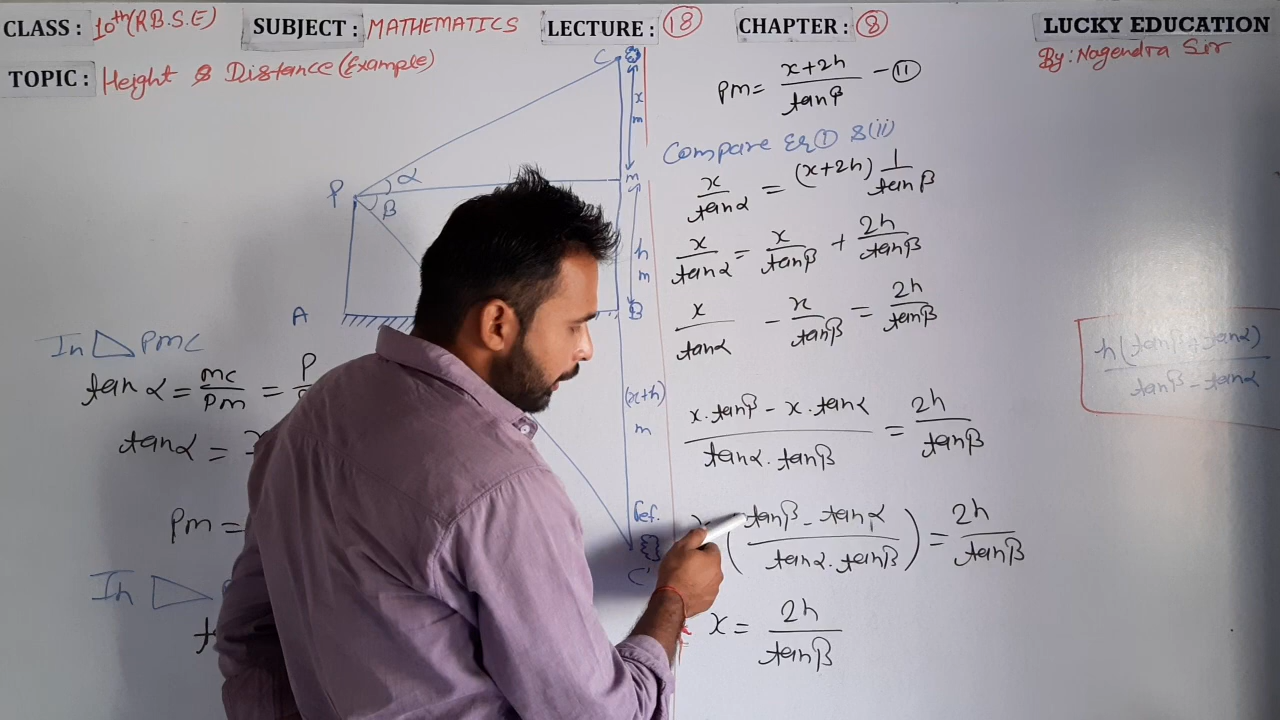 CLASS : 10th (R.B.S.E) SUBJECT : MATHEMATICS LECTURE : 18 CHAPTER : 8 LUCKY EDUCATION
By: Nagendra Sir
TOPIC : Height & Distance (Example)
C
x
m
P α
M
β
h
m
A B
(x+h)
m
Ref.
C'
In △ PMC
tan α = MC/PM = P
tanα =
PM =
In △
PM = x+2h/tanβ - (ii)
Compare Eq (i) & (ii)
x/tanα = (x+2h) 1/tanβ
x/tanα = x/tanβ + 2h/tanβ
x/tanα - x/tanβ = 2h/tanβ
x.tanβ - x.tanα/tanα.tanβ = 2h/tanβ
(tanβ - tanα/tanα.tanβ) = 2h/tanβ
x = 2h/tanβ
h(tanβ+tanα)/tanβ - tanα